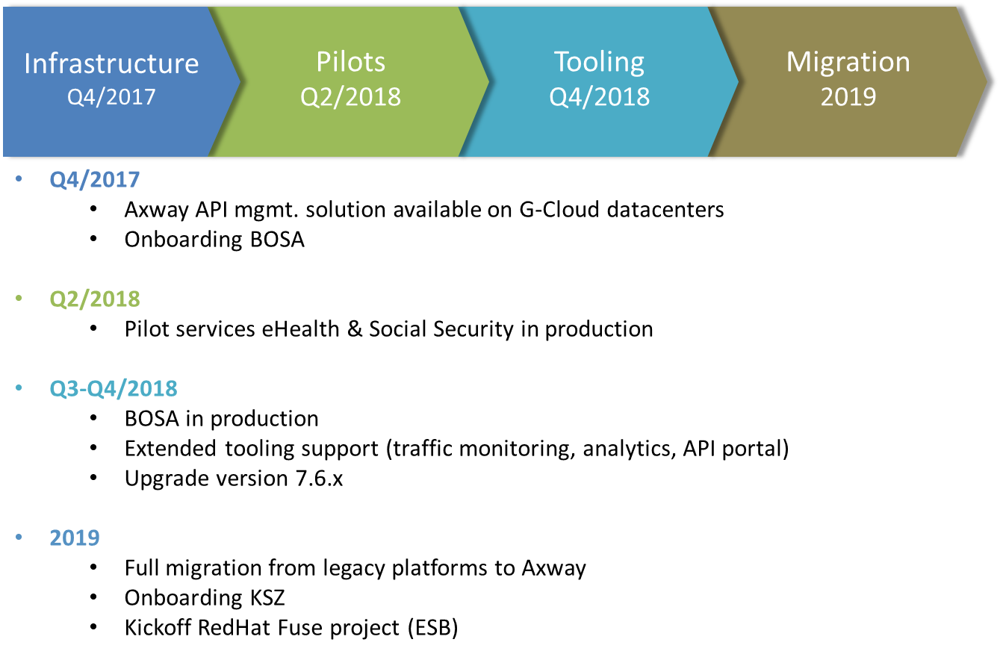 Infrastructure
Q4/2017
Pilots
Q2/2018
Tooling
Q4/2018
Migration
2019
• Q4/2017
• Axway API mgmt. solution available on G-Cloud datacenters
• Onboarding BOSA
• Q2/2018
• Pilot services eHealth & Social Security in production
• Q3-Q4/2018
• BOSA in production
• Extended tooling support (traffic monitoring, analytics, API portal)
• Upgrade version 7.6.x
• 2019
• Full migration from legacy platforms to Axway
• Onboarding KSZ
• Kickoff RedHat Fuse project (ESB)